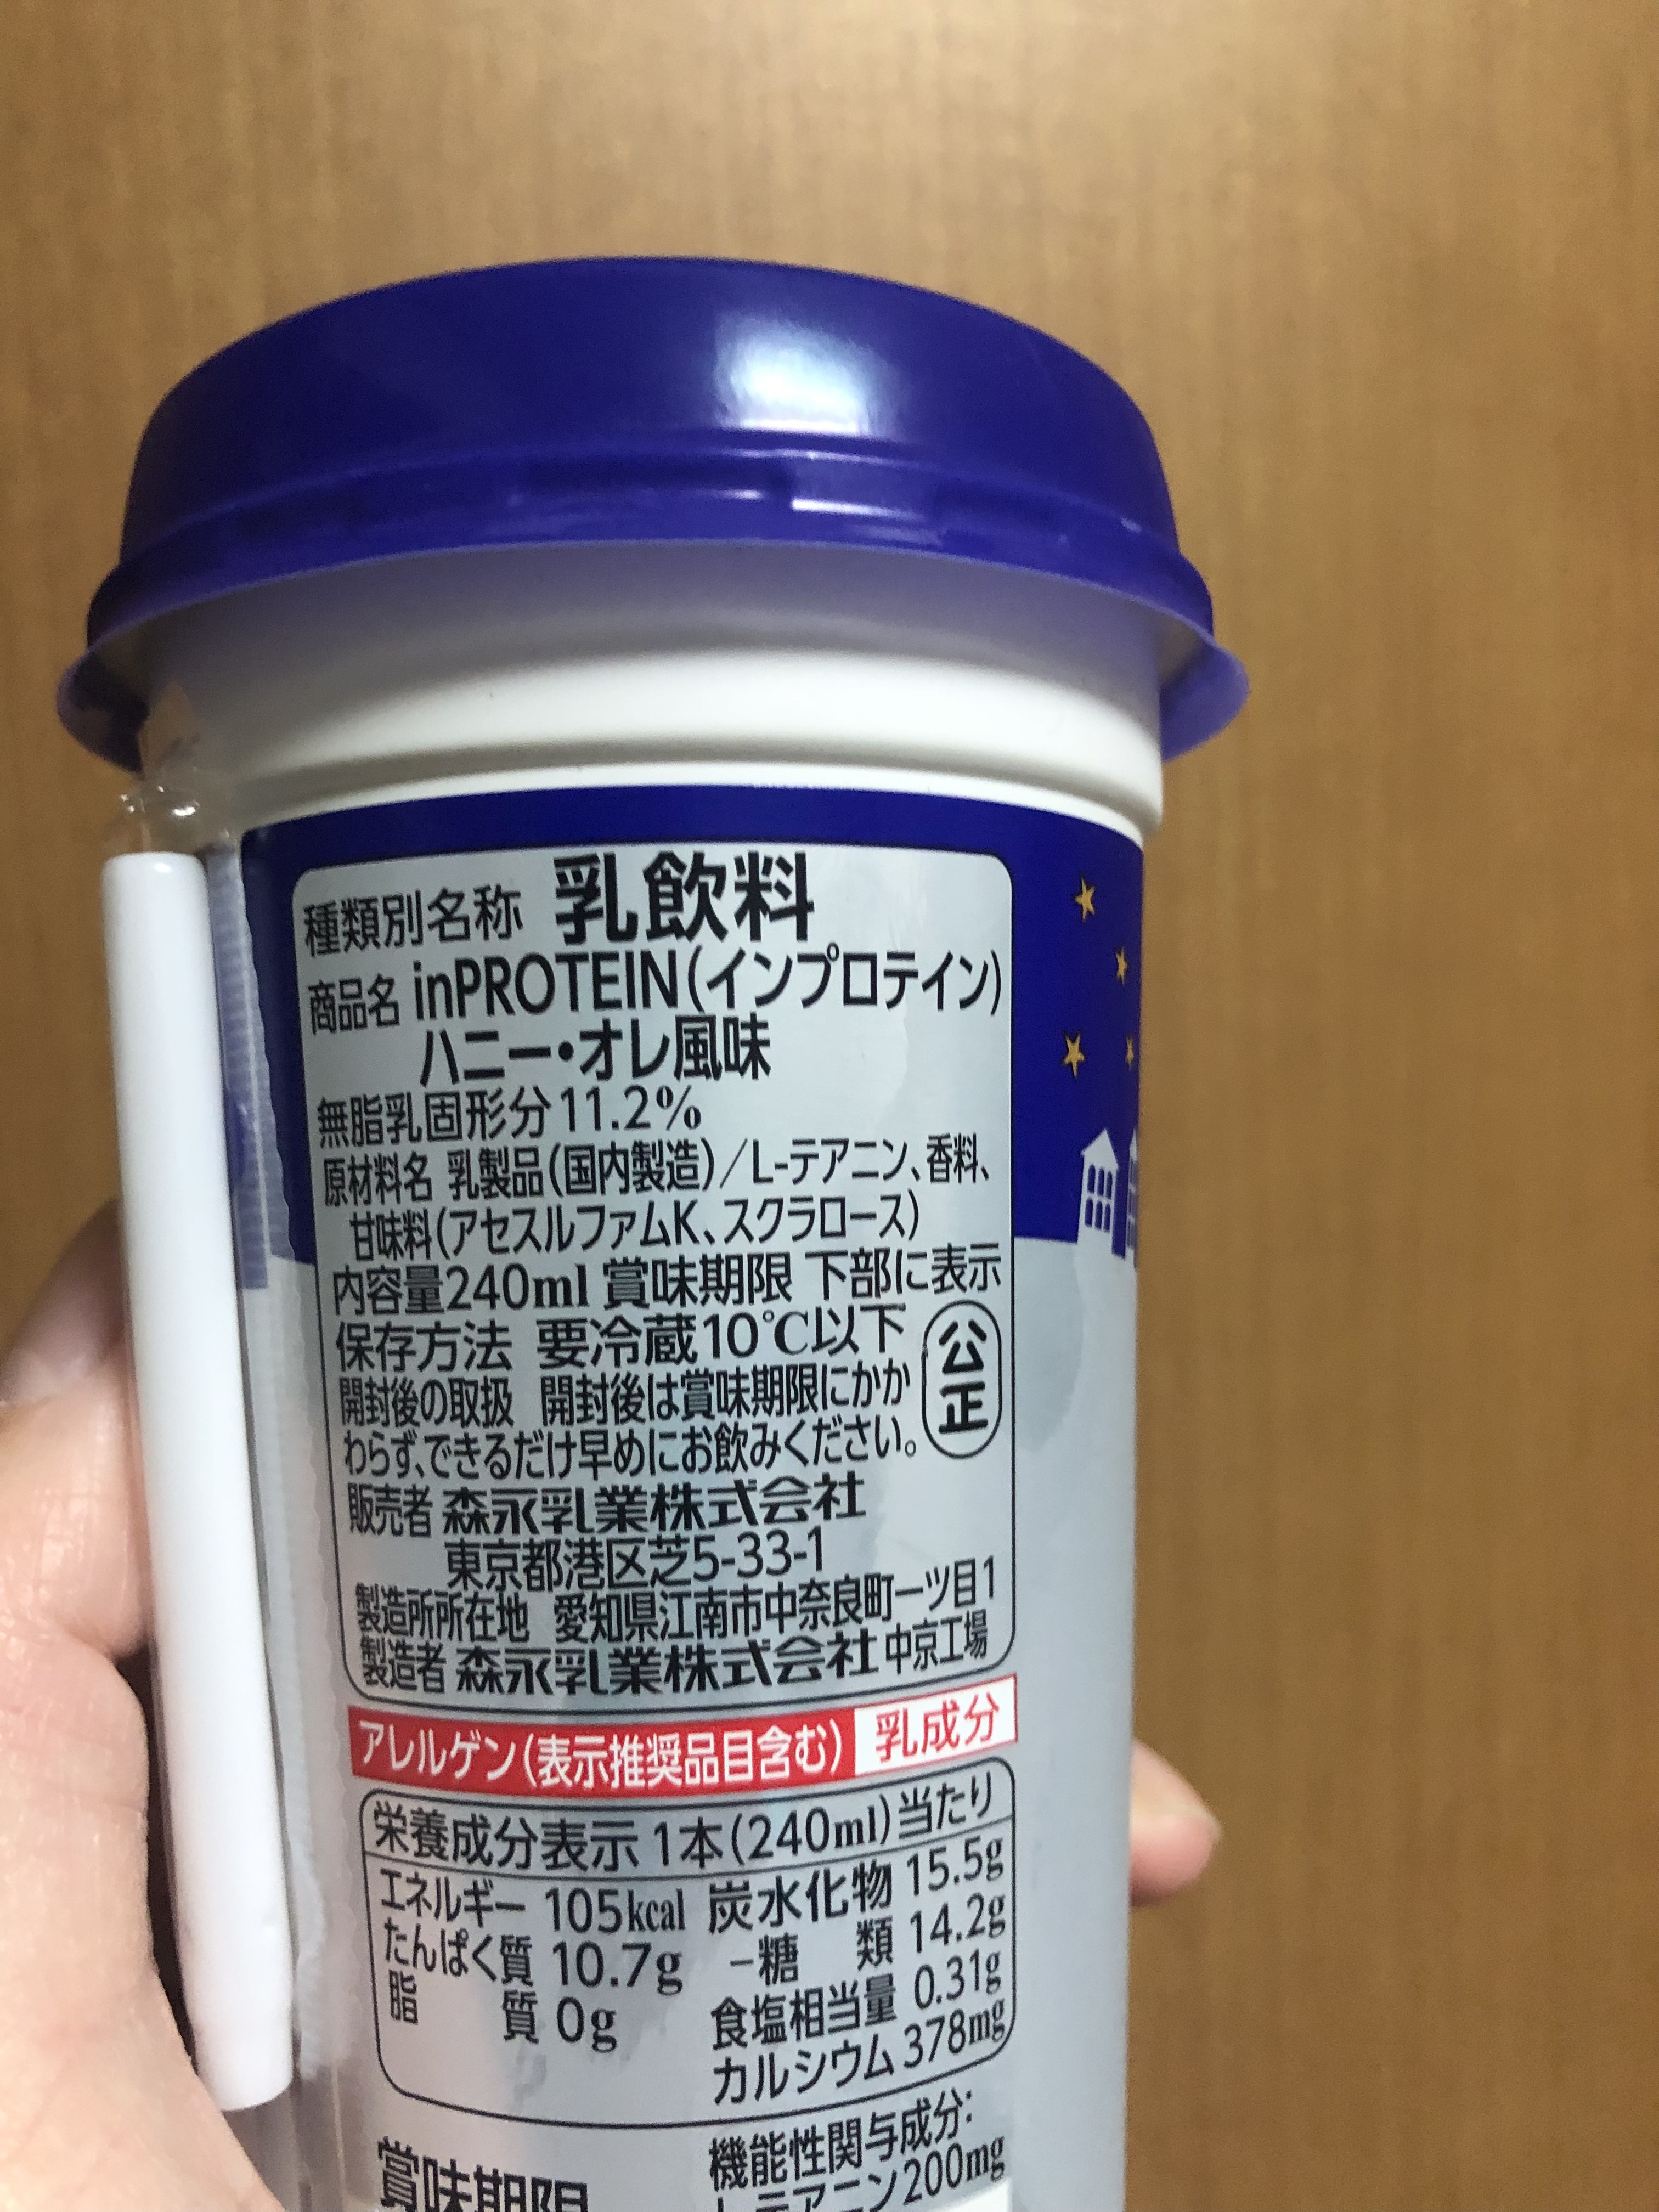 種類別名称 乳飲料
商品名 inPROTEIN(インプロテイン)
ハニー・オレ風味
無脂乳固形分11.2%
原材料名 乳製品(国内製造)/L-テアニン、香料、
甘味料(アセスルファムK、スクラロース)
内容量240ml 賞味期限 下部に表示
保存方法 要冷蔵10℃以下
公正
開封後の取扱 開封後は賞味期限にかか
わらず、できるだけ早めにお飲みください。
販売者 森永乳業株式会社
東京都港区芝5-33-1
製造所所在地 愛知県江南市中奈良町一ツ目1
製造者 森永乳業株式会社 中京工場
アレルゲン(表示推奨品目含む) 乳成分
栄養成分表示 1本(240ml)当たり
エネルギー 105kcal
たんぱく質 10.7g
脂質 0g
炭水化物 15.5g
-糖類 14.2g
食塩相当量 0.31g
カルシウム 378mg
賞味期限
機能性関与成分:
L-テアニン200mg